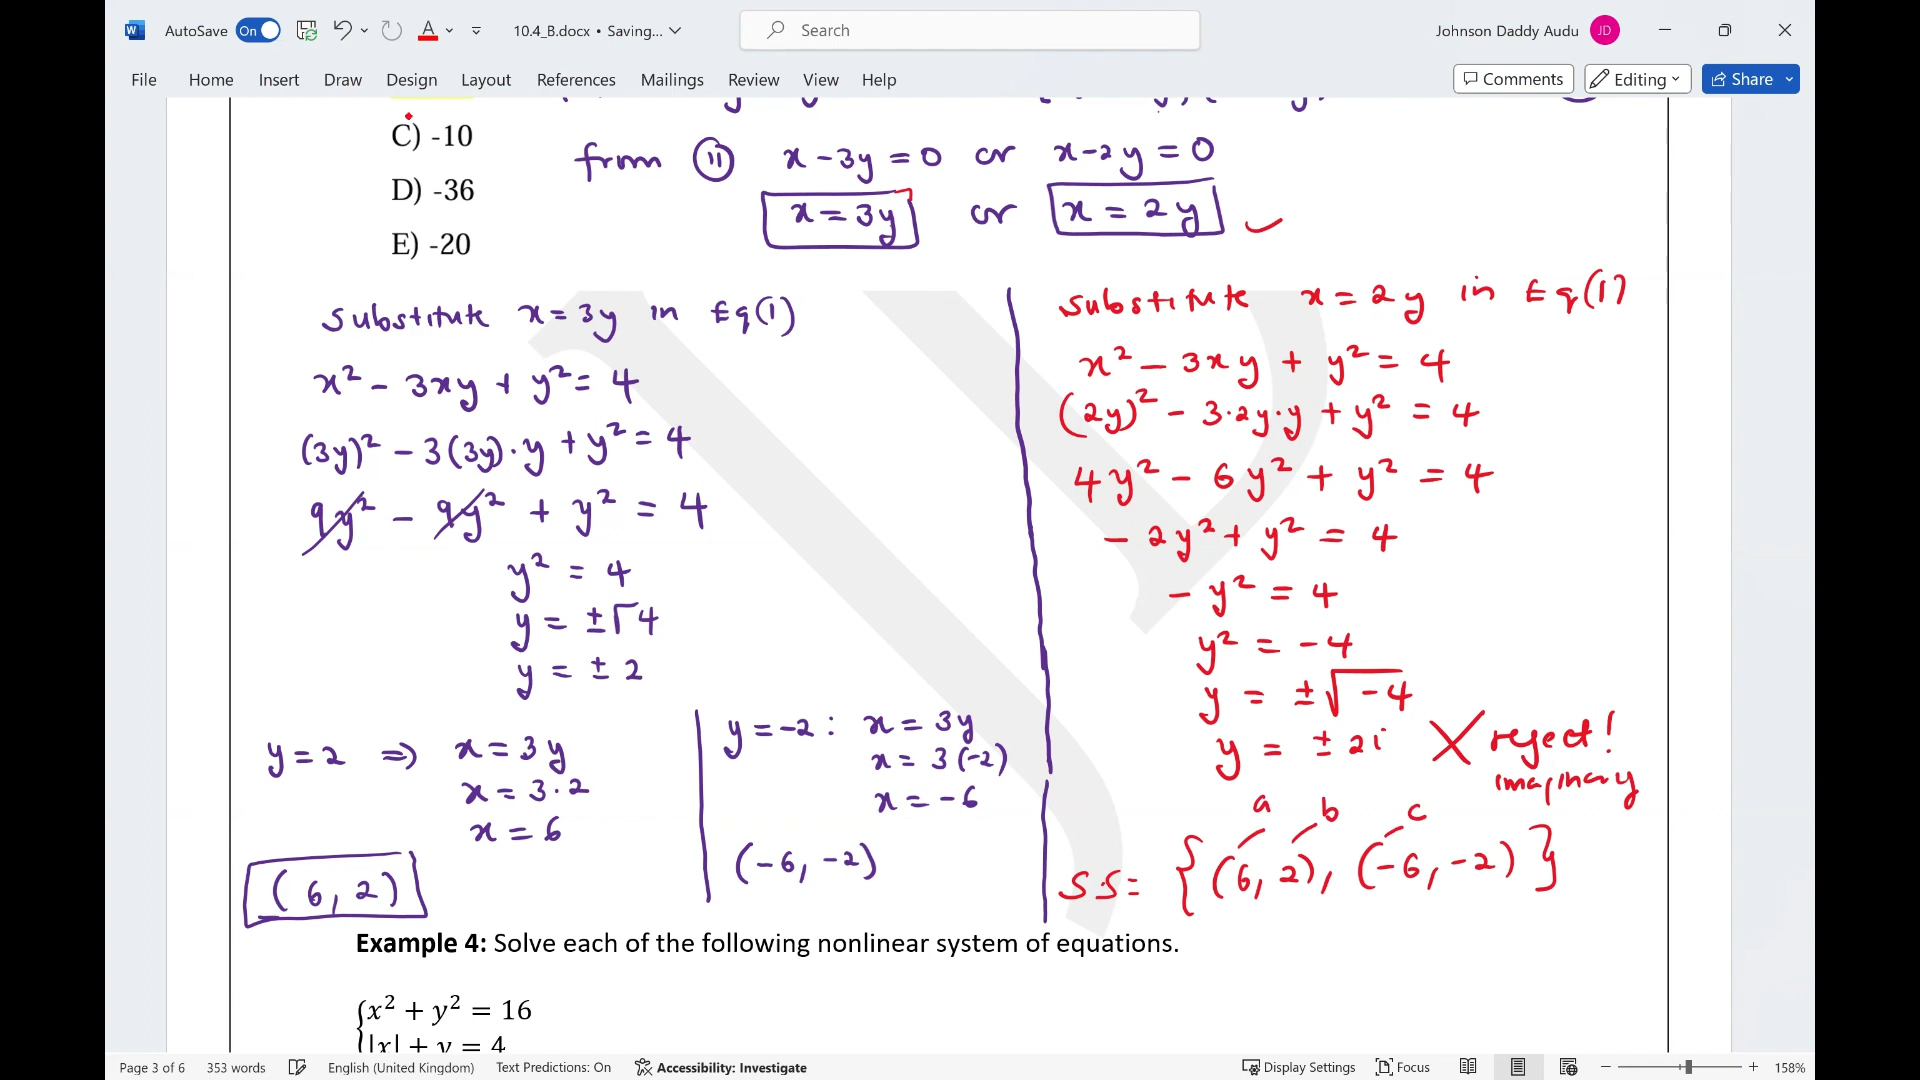 AutoSave On A 10.4_B.docx • Saving... Search Johnson Daddy Audu JD
File Home Insert Draw Design Layout References Mailings Review View Help Comments Editing Share
C) -10
D) -36
E) -20
from (II) x - 3y = 0 or x - 2y = 0
x = 3y or x = 2y
Substitute x = 3y in Eq(1)
x² - 3xy + y² = 4
(3y)² - 3(3y)·y + y² = 4
9y² - 9y² + y² = 4
y² = 4
y = ±√4
y = ±2
y = 2 ⇒ x = 3y
x = 3·2
x = 6
(6, 2)
y = -2 : x = 3y
x = 3(-2)
x = -6
(-6, -2)
Substitute x = 2y in Eq(1)
x² - 3xy + y² = 4
(2y)² - 3·2y·y + y² = 4
4y² - 6y² + y² = 4
- 2y² + y² = 4
- y² = 4
y² = -4
y = ±√-4
y = ±2i X reject!
imaginary
a b c
S.S = {(6, 2), (-6, -2)}
Example 4: Solve each of the following nonlinear system of equations.
{x² + y² = 16
|x| + y = 4
Page 3 of 6 353 words English (United Kingdom) Text Predictions: On Accessibility: Investigate Display Settings Focus 158%